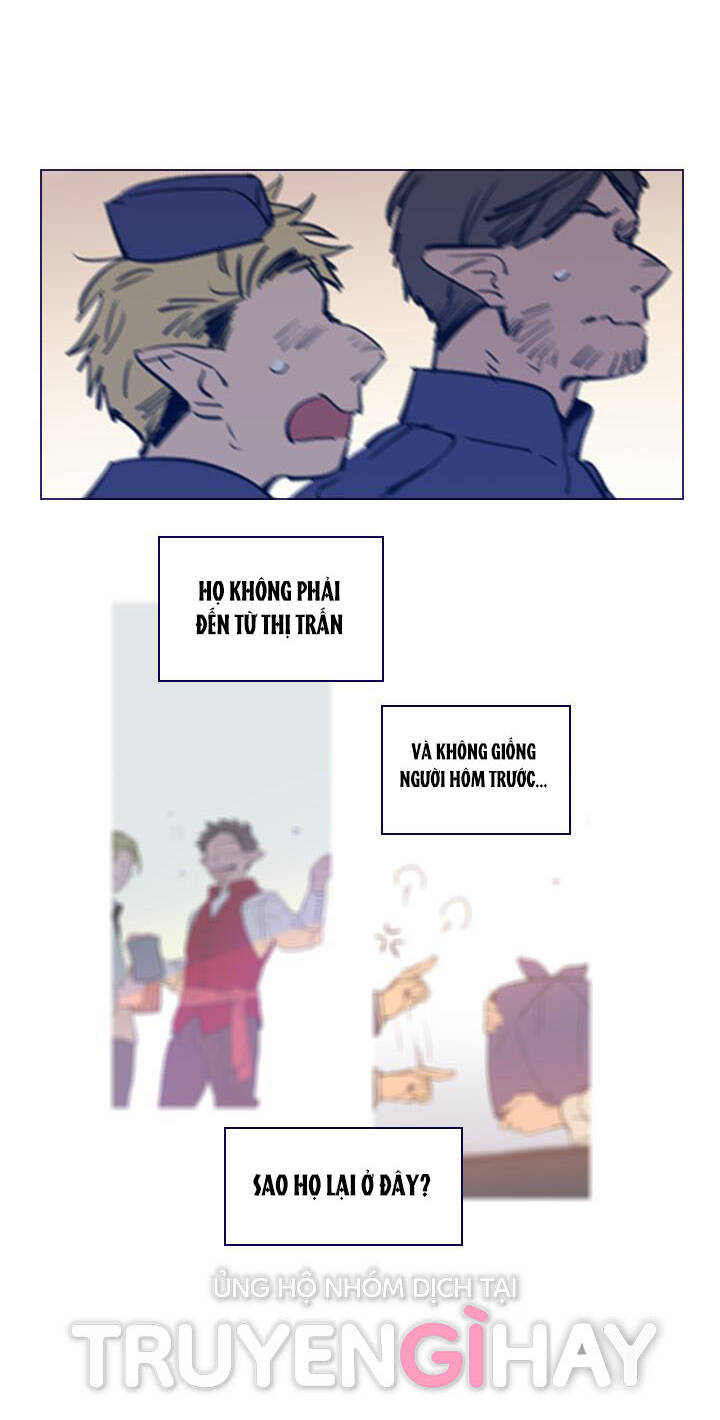 HỌ KHÔNG PHẢI
ĐẾN TỪ THỊ TRẤN
VÀ KHÔNG GIỐNG
NGƯỜI HÔM TRƯỚC...
SAO HỌ LẠI Ở ĐÂY?
ỦNG HỘ NHÓM DỊCH TẠI
TRUYENGÌHAY